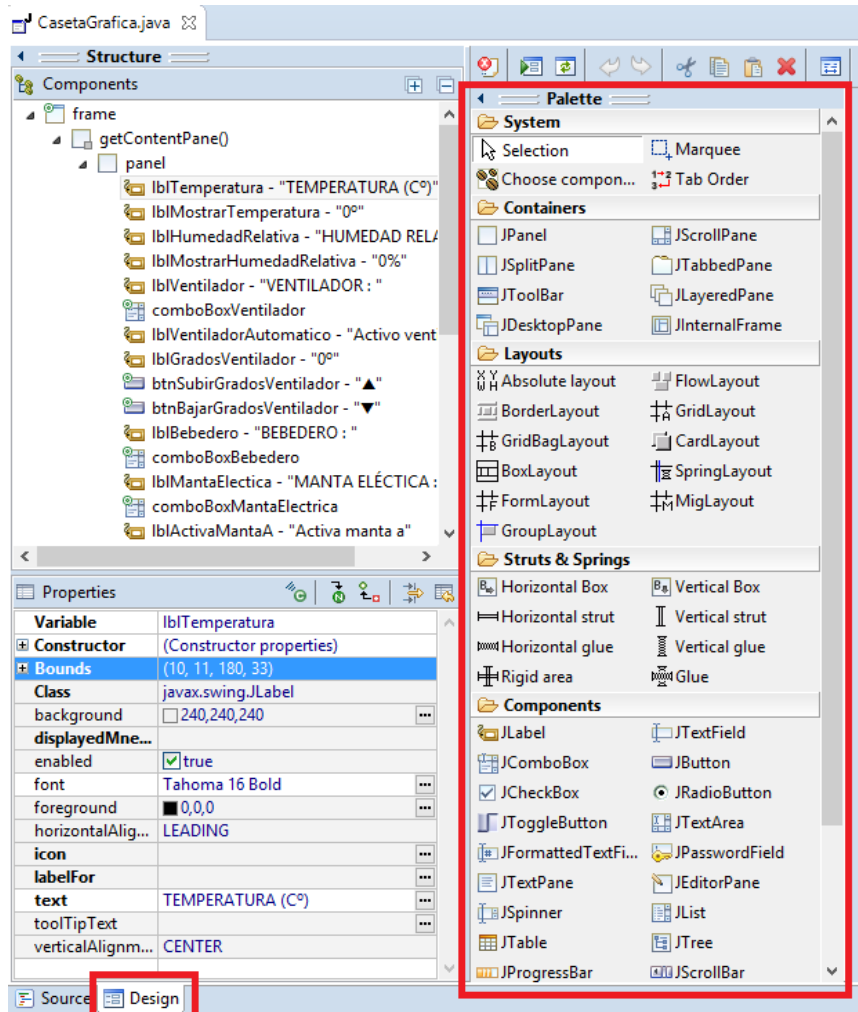 CasetaGrafica.java
Structure
Components
frame
getContentPane()
panel
lblTemperatura - "TEMPERATURA (Cº)"
lblMostrarTemperatura - "0º"
lblHumedadRelativa - "HUMEDAD RELA
lblMostrarHumedadRelativa - "0%"
lblVentilador - "VENTILADOR : "
comboBoxVentilador
lblVentiladorAutomatico - "Activo vent
lblGradosVentilador - "0º"
btnSubirGradosVentilador - "▲"
btnBajarGradosVentilador - "▼"
lblBebedero - "BEBEDERO : "
comboBoxBebedero
lblMantaElectica - "MANTA ELÉCTICA :
comboBoxMantaElectrica
lblActivaMantaA - "Activa manta a"
Properties
Variable lblTemperatura
Constructor (Constructor properties)
Bounds (10, 11, 180, 33)
Class javax.swing.JLabel
background 240,240,240
displayedMne...
enabled true
font Tahoma 16 Bold
foreground 0,0,0
horizontalAlig... LEADING
icon
labelFor
text TEMPERATURA (Cº)
toolTipText
verticalAlignm... CENTER
Source Design
Palette
System
Selection Marquee
Choose compon... Tab Order
Containers
JPanel JScrollPane
JSplitPane JTabbedPane
JToolBar JLayeredPane
JDesktopPane JInternalFrame
Layouts
Absolute layout FlowLayout
BorderLayout GridLayout
GridBagLayout CardLayout
BoxLayout SpringLayout
FormLayout MigLayout
GroupLayout
Struts & Springs
Horizontal Box Vertical Box
Horizontal strut Vertical strut
Horizontal glue Vertical glue
Rigid area Glue
Components
JLabel JTextField
JComboBox JButton
JCheckBox JRadioButton
JToggleButton JTextArea
JFormattedTextFi... JPasswordField
JTextPane JEditorPane
JSpinner JList
JTable JTree
JProgressBar JScrollBar